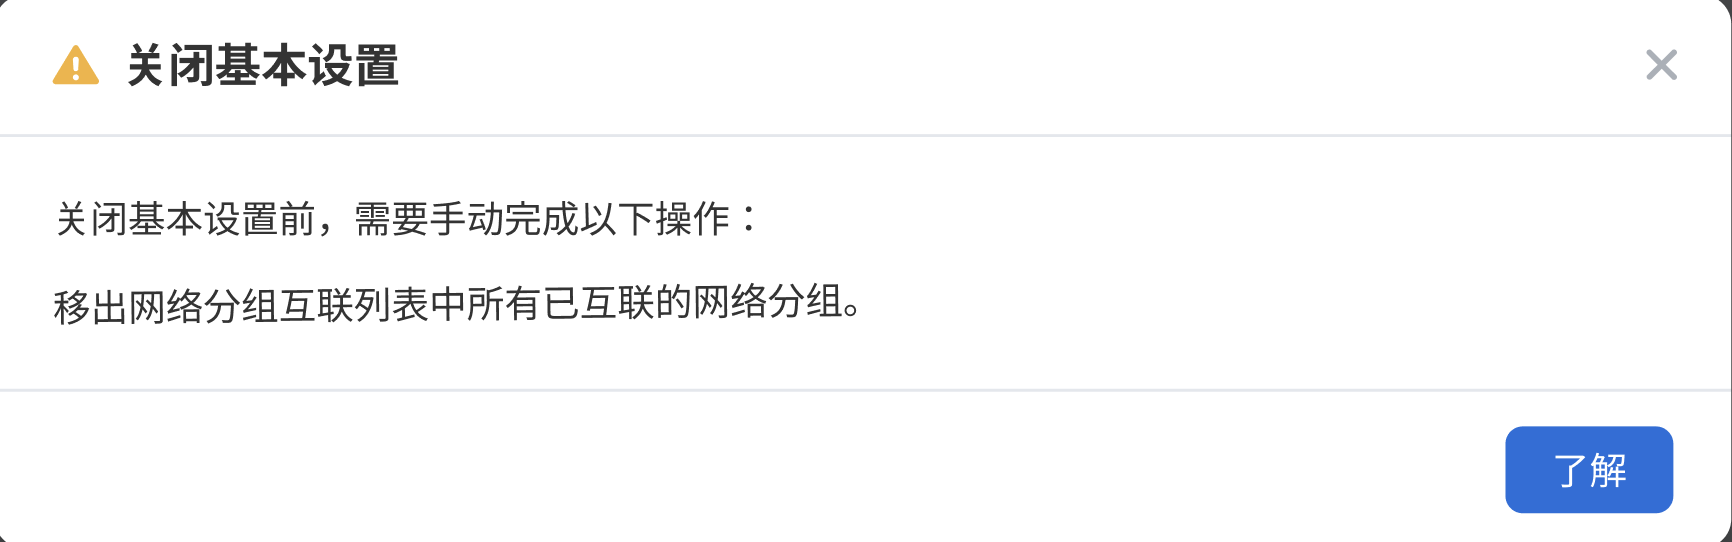 关闭基本设置
关闭基本设置前，需要手动完成以下操作：
移出网络分组互联列表中所有已互联的网络分组。
了解